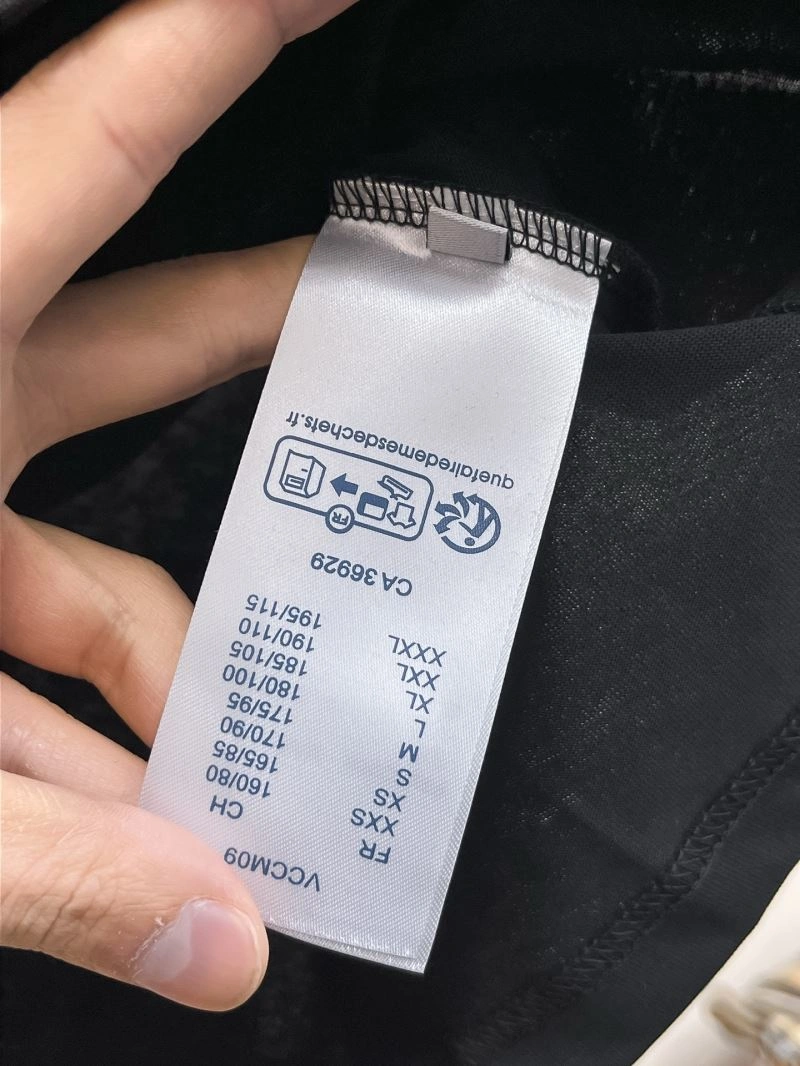 VCCM09
FR CH
XXS 160/80
XS 165/85
S 170/90
M 175/95
L 180/100
XL 185/105
XXL 190/110
XXXL 195/115
CA 36929
FR
quefairedemesdechets.fr